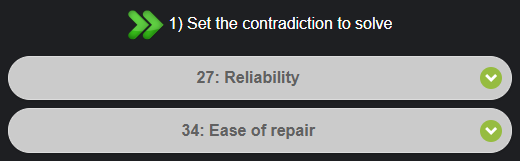 1) Set the contradiction to solve
27: Reliability
34: Ease of repair